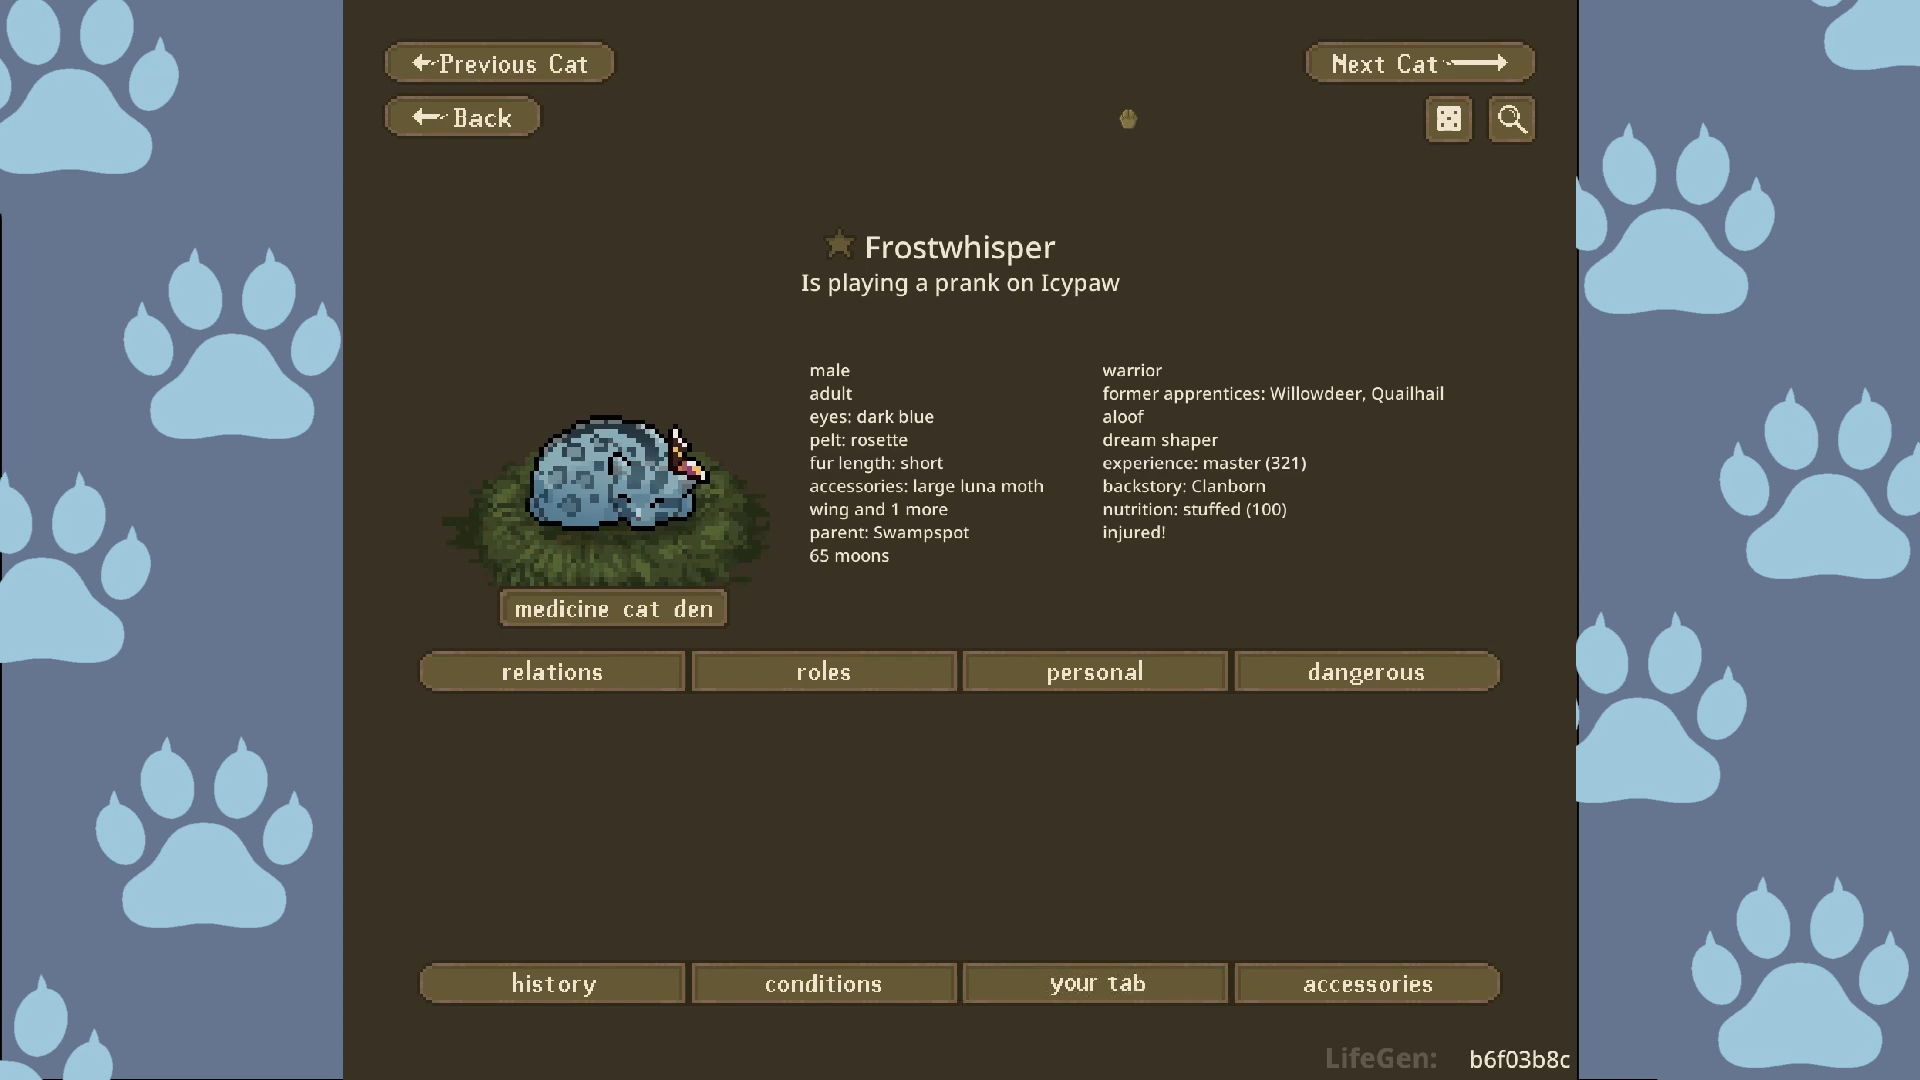 Previous Cat
Next Cat
Back
Frostwhisper
Is playing a prank on Icypaw
male
adult
eyes: dark blue
pelt: rosette
fur length: short
accessories: large luna moth
wing and 1 more
parent: Swampspot
65 moons
warrior
former apprentices: Willowdeer, Quailhail
aloof
dream shaper
experience: master (321)
backstory: Clanborn
nutrition: stuffed (100)
injured!
medicine cat den
relations
roles
personal
dangerous
history
conditions
your tab
accessories
LifeGen: b6f03b8c